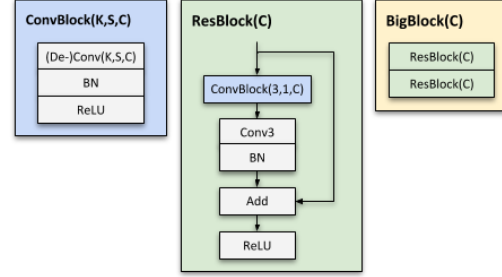 ConvBlock(K,S,C)
(De-)Conv(K,S,C)
BN
ReLU
ResBlock(C)
ConvBlock(3,1,C)
Conv3
BN
Add
ReLU
BigBlock(C)
ResBlock(C)
ResBlock(C)